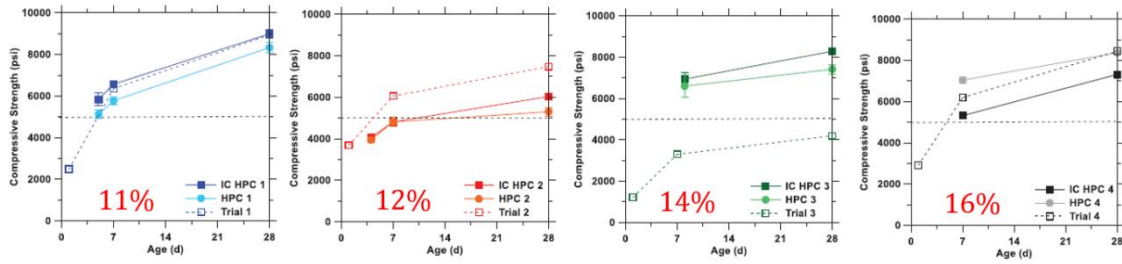 Compressive Strength (psi)
10000
8000
6000
4000
2000
0
11%
IC HPC 1
HPC 1
Trial 1
0 7 14 21 28
Age (d)
Compressive Strength (psi)
10000
8000
6000
4000
2000
0
12%
IC HPC 2
HPC 2
Trial 2
0 7 14 21 28
Age (d)
Compressive Strength (psi)
10000
8000
6000
4000
2000
0
14%
IC HPC 3
HPC 3
Trial 3
0 7 14 21 28
Age (d)
Compressive Strength (psi)
10000
8000
6000
4000
2000
0
16%
IC HPC 4
HPC 4
Trial 4
0 7 14 21 28
Age (d)